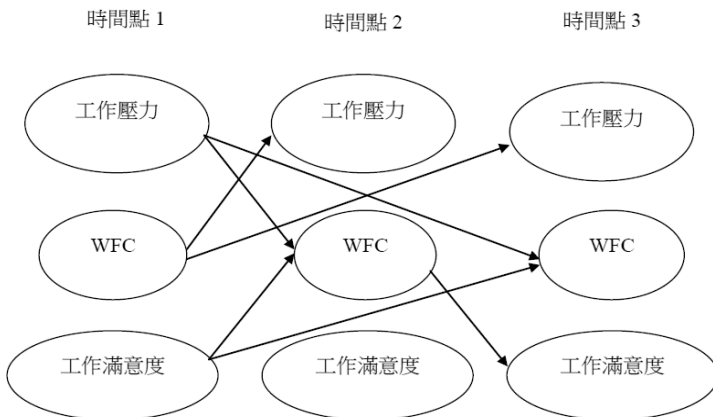 時間點 1 時間點 2 時間點 3
工作壓力 工作壓力 工作壓力
WFC WFC WFC
工作滿意度 工作滿意度 工作滿意度